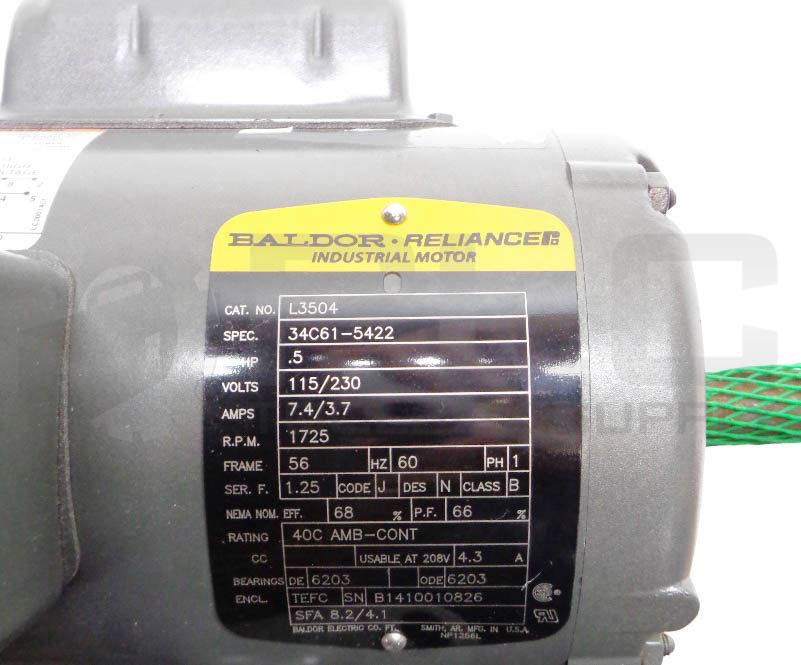 HIGH
BALDOR · RELIANCE
INDUSTRIAL MOTOR
CAT. NO. L3504
SPEC. 34C61-5422
HP .5
VOLTS 115/230
AMPS 7.4/3.7
R.P.M. 1725
FRAME 56 HZ 60 PH 1
SER. F. 1.25 CODE J DES N CLASS B
NEMA NOM. EFF. 68 % P.F. 66 %
RATING 40C AMB-CONT
CC USABLE AT 208V 4.3 A
BEARINGS DE 6203 ODE 6203
ENCL. TEFC SN B1410010826
SFA 8.2/4.1
BALDOR ELECTRIC CO. FT. SMITH, AR. MFG. IN U.S.A.
NP1256L